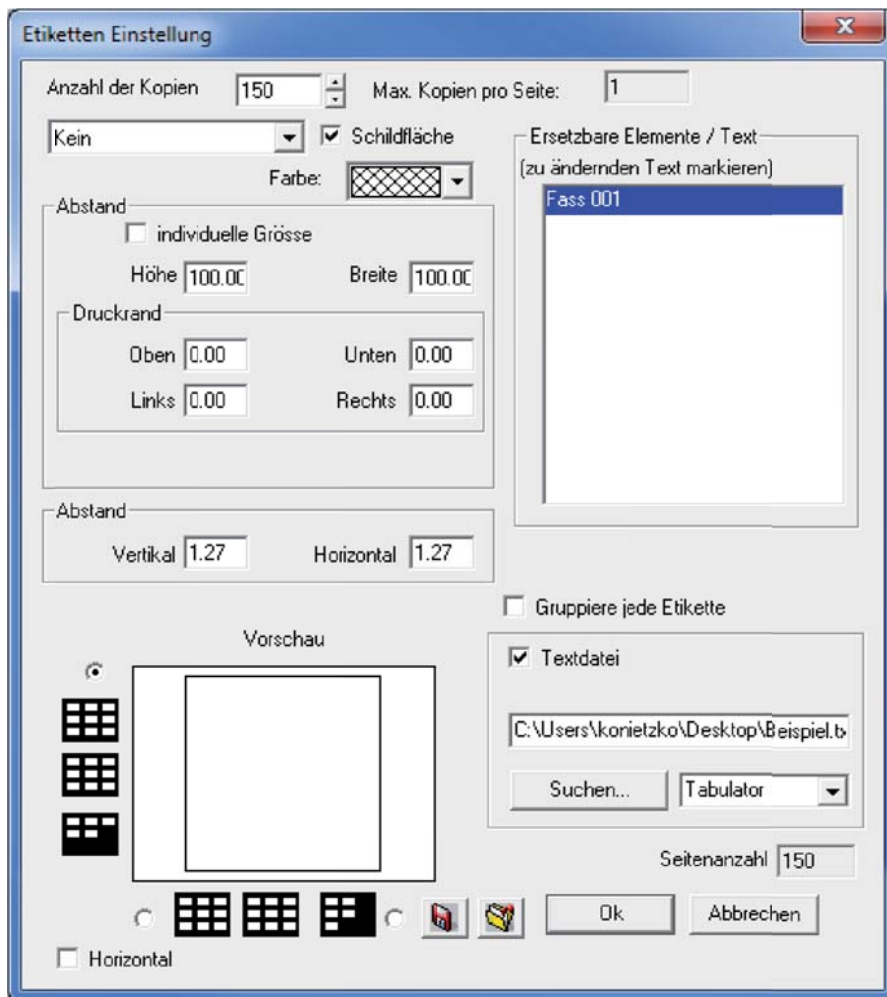 Etiketten Einstellung
Anzahl der Kopien 150 Max. Kopien pro Seite: 1
Kein Schildfläche
Farbe:
Ersetzbare Elemente / Text
(zu ändernden Text markieren)
Fass 001
Abstand
individuelle Grösse
Höhe 100.00 Breite 100.00
Druckrand
Oben 0.00 Unten 0.00
Links 0.00 Rechts 0.00
Abstand
Vertikal 1.27 Horizontal 1.27
Gruppiere jede Etikette
Vorschau
Textdatei
C:\Users\konietzko\Desktop\Beispiel.t
Suchen... Tabulator
Seitenanzahl 150
Ok Abbrechen
Horizontal